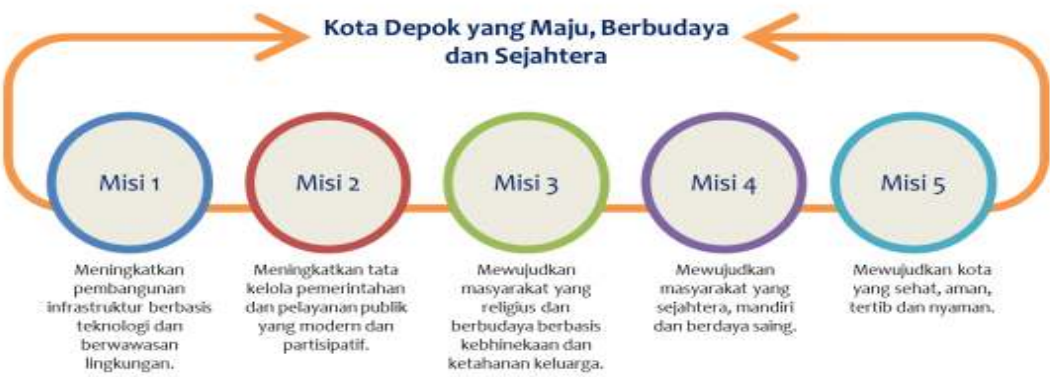 Kota Depok yang Maju, Berbudaya
dan Sejahtera
Misi 1
Misi 2
Misi 3
Misi 4
Misi 5
Meningkatkan
pembangunan
infrastruktur berbasis
teknologi dan
berwawasan
lingkungan.
Meningkatkan tata
kelola pemerintahan
dan pelayanan publik
yang modern dan
partisipatif.
Mewujudkan
masyarakat yang
religius dan
berbudaya berbasis
kebhinekaan dan
ketahanan keluarga.
Mewujudkan
masyarakat yang
sejahtera, mandiri
dan berdaya saing.
Mewujudkan kota
yang sehat, aman,
tertib dan nyaman.